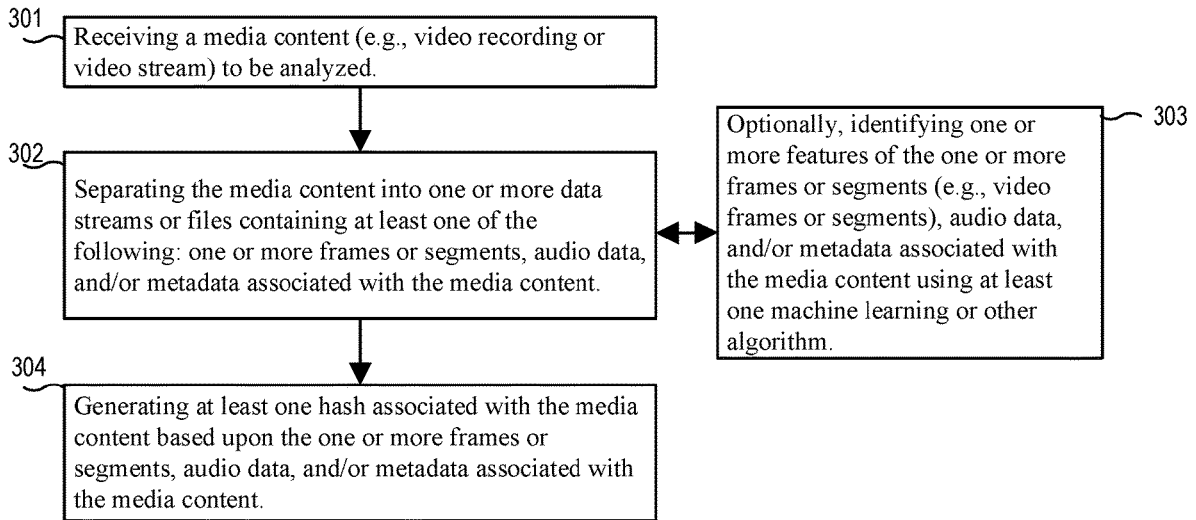 301
Receiving a media content (e.g., video recording or
video stream) to be analyzed.
302
Separating the media content into one or more data
streams or files containing at least one of the
following: one or more frames or segments, audio data,
and/or metadata associated with the media content.
303
Optionally, identifying one or
more features of the one or more
frames or segments (e.g., video
frames or segments), audio data,
and/or metadata associated with
the media content using at least
one machine learning or other
algorithm.
304
Generating at least one hash associated with the media
content based upon the one or more frames or
segments, audio data, and/or metadata associated with
the media content.